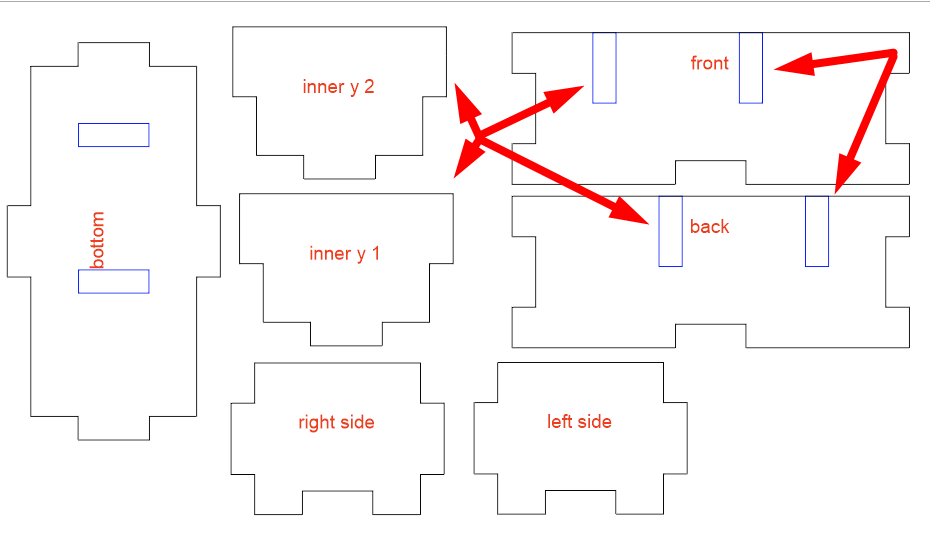 inner y 2
front
bottom
inner y 1
back
right side
left side